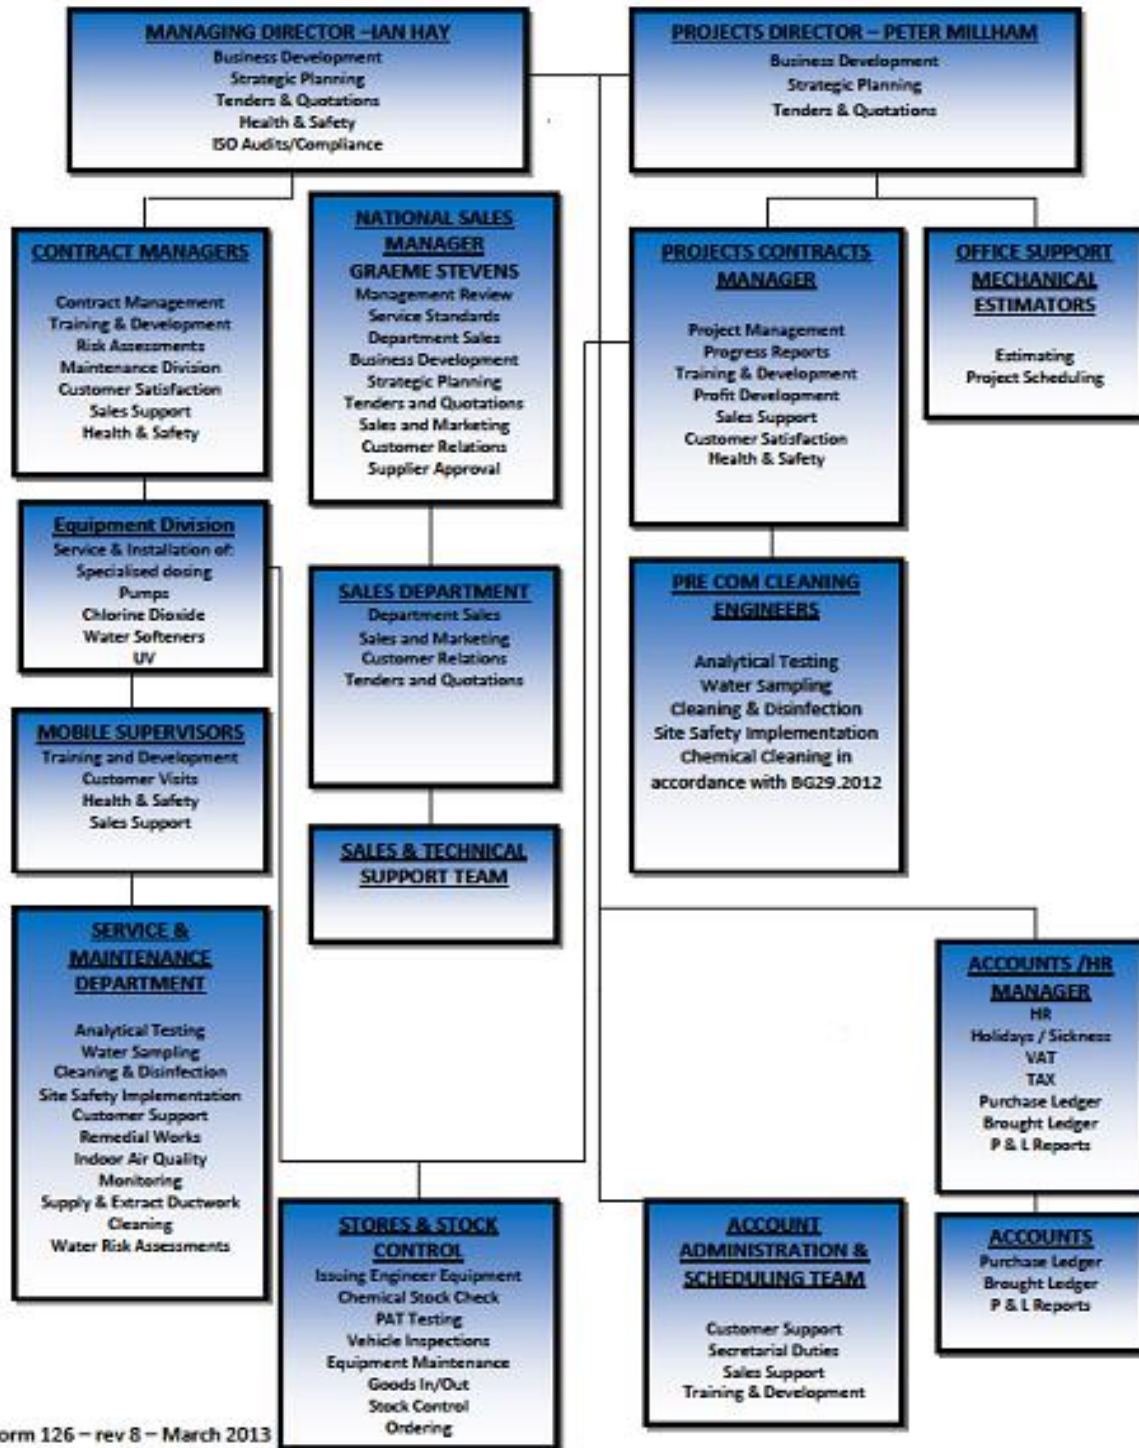 MANAGING DIRECTOR –IAN HAY
Business Development
Strategic Planning
Tenders & Quotations
Health & Safety
ISO Audits/Compliance
PROJECTS DIRECTOR – PETER MILLHAM
Business Development
Strategic Planning
Tenders & Quotations
CONTRACT MANAGERS
Contract Management
Training & Development
Risk Assessments
Maintenance Division
Customer Satisfaction
Sales Support
Health & Safety
NATIONAL SALES
MANAGER
GRAEME STEVENS
Management Review
Service Standards
Department Sales
Business Development
Strategic Planning
Tenders and Quotations
Sales and Marketing
Customer Relations
Supplier Approval
PROJECTS CONTRACTS
MANAGER
Project Management
Progress Reports
Training & Development
Profit Development
Sales Support
Customer Satisfaction
Health & Safety
OFFICE SUPPORT
MECHANICAL
ESTIMATORS
Estimating
Project Scheduling
Equipment Division
Service & Installation of:
Specialised dosing
Pumps
Chlorine Dioxide
Water Softeners
UV
SALES DEPARTMENT
Department Sales
Sales and Marketing
Customer Relations
Tenders and Quotations
PRE COM CLEANING
ENGINEERS
Analytical Testing
Water Sampling
Cleaning & Disinfection
Site Safety Implementation
Chemical Cleaning in
accordance with BG29.2012
MOBILE SUPERVISORS
Training and Development
Customer Visits
Health & Safety
Sales Support
SALES & TECHNICAL
SUPPORT TEAM
SERVICE &
MAINTENANCE
DEPARTMENT
Analytical Testing
Water Sampling
Cleaning & Disinfection
Site Safety Implementation
Customer Support
Remedial Works
Indoor Air Quality
Monitoring
Supply & Extract Ductwork
Cleaning
Water Risk Assessments
ACCOUNTS /HR
MANAGER
HR
Holidays / Sickness
VAT
TAX
Purchase Ledger
Brought Ledger
P & L Reports
STORES & STOCK
CONTROL
Issuing Engineer Equipment
Chemical Stock Check
PAT Testing
Vehicle Inspections
Equipment Maintenance
Goods In/Out
Stock Control
Ordering
ACCOUNT
ADMINISTRATION &
SCHEDULING TEAM
Customer Support
Secretarial Duties
Sales Support
Training & Development
ACCOUNTS
Purchase Ledger
Brought Ledger
P & L Reports
orm 126 – rev 8 – March 2013